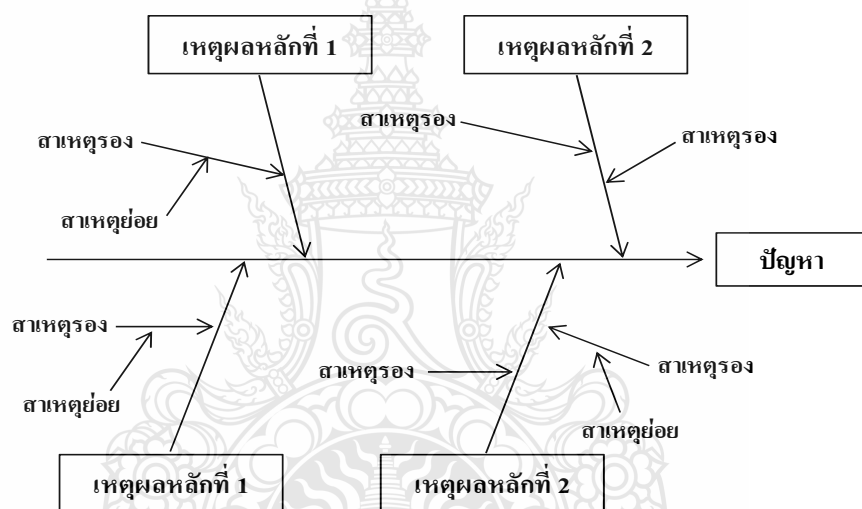 เหตุผลหลักที่ 1
เหตุผลหลักที่ 2
สาเหตุรอง
สาเหตุรอง
สาเหตุรอง
สาเหตุย่อย
ปัญหา
สาเหตุรอง
สาเหตุรอง
สาเหตุรอง
สาเหตุย่อย
สาเหตุย่อย
เหตุผลหลักที่ 1
เหตุผลหลักที่ 2